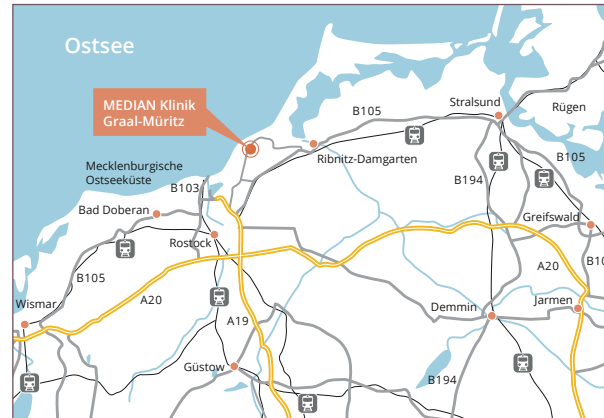 Ostsee
MEDIAN Klinik
Graal-Müritz
Stralsund
Rügen
B105
Ribnitz-Damgarten
Mecklenburgische
Ostseeküste
B103
B105
B194
Bad Doberan
Greifswald
Rostock
B105
A20
B10
Wismar
A20
A19
Demmin
Jarmen
Güstow
B194